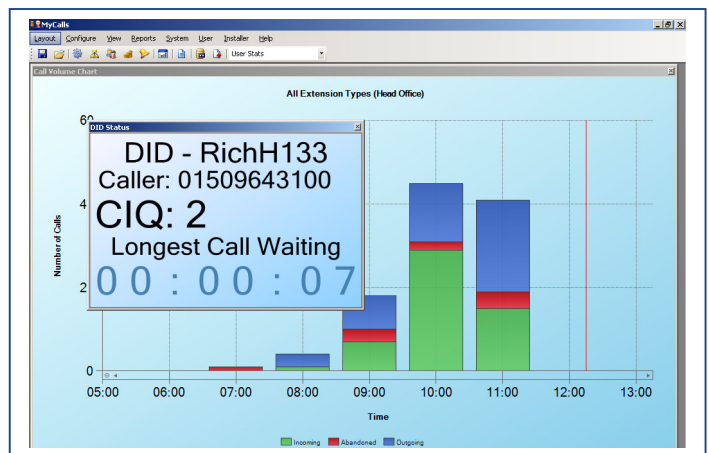 MyCalls
Layout Configure View Reports System User Installer Help
User Stats
Call Volume Chart
All Extension Types (Head Office)
DID Status
DID - RichH133
Caller: 01509643100
CIQ: 2
Longest Call Waiting
00:00:07
Number of Calls
4
2
0
05:00 06:00 07:00 08:00 09:00 10:00 11:00 12:00 13:00
Time
Incoming Abandoned Outgoing